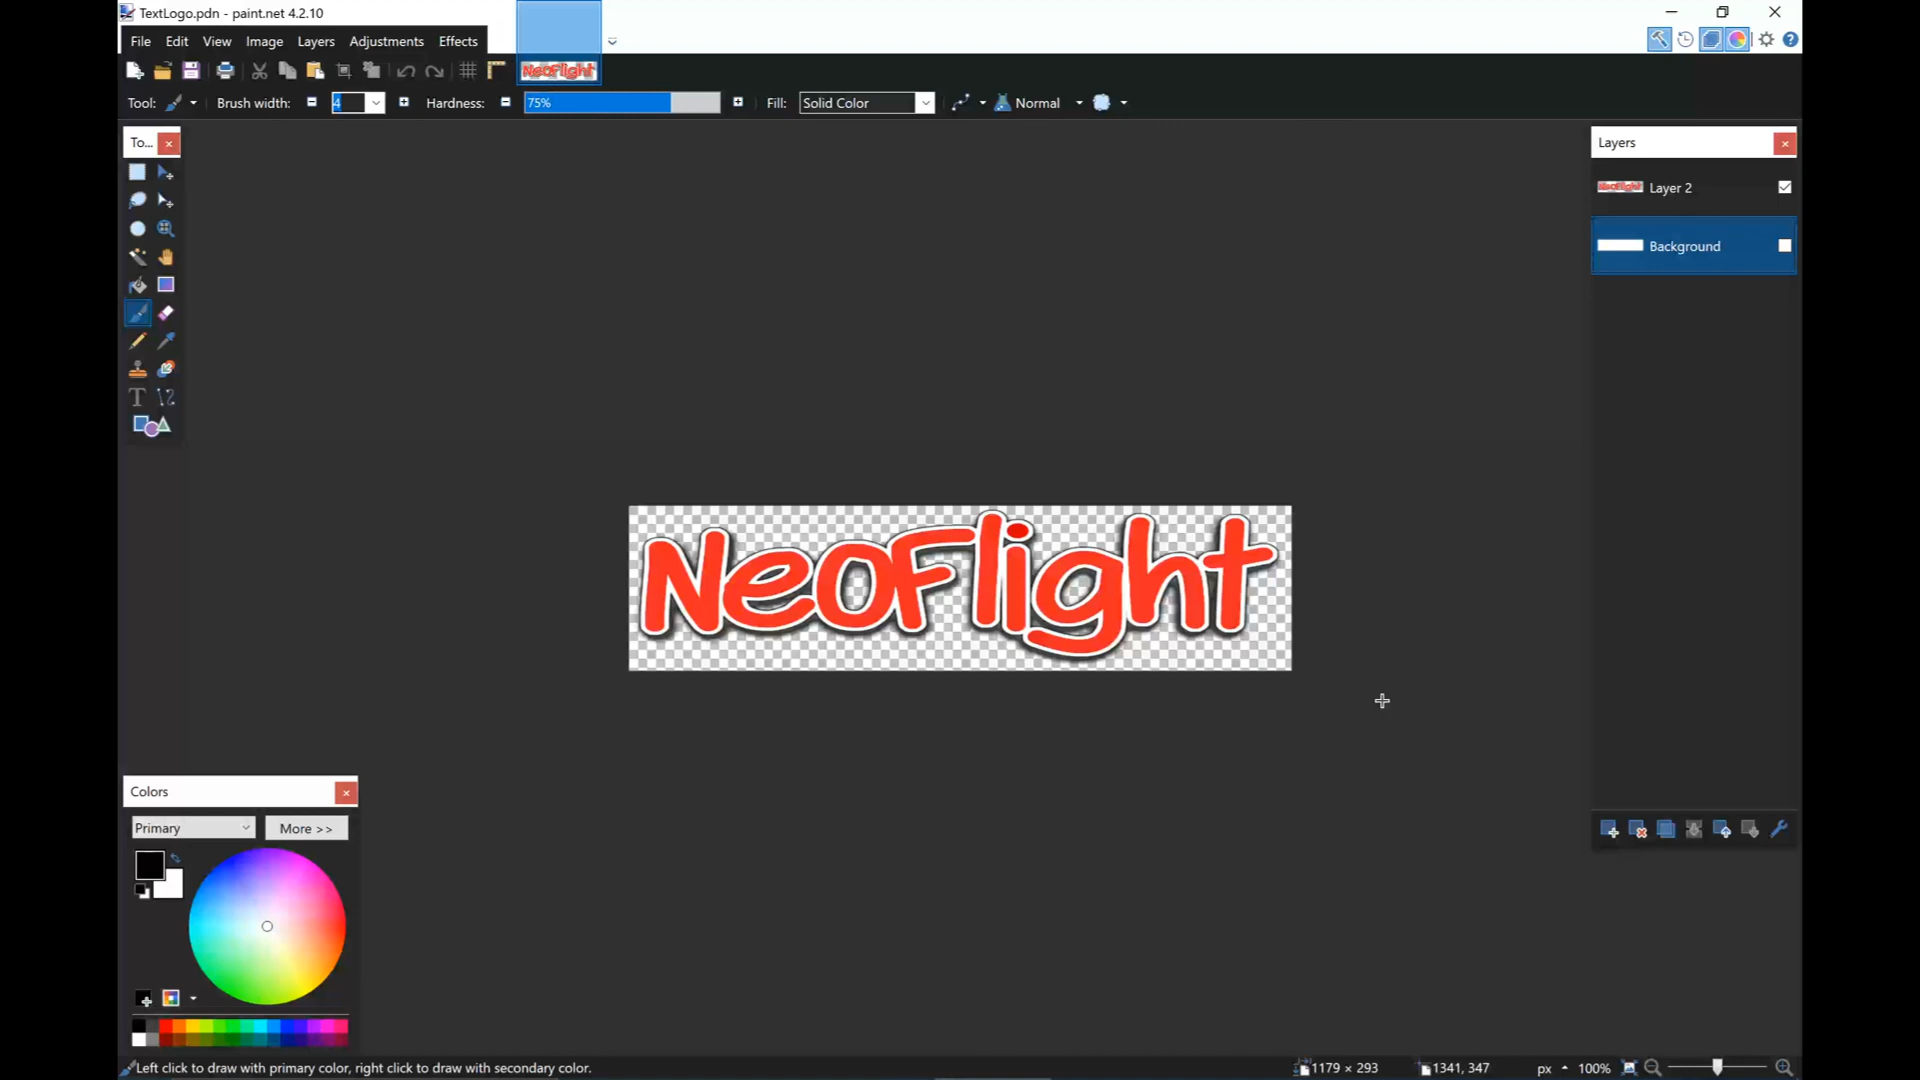 TextLogo.pdn - paint.net 4.2.10
File Edit View Image Layers Adjustments Effects
NeoFlight
Tool: Brush width: 4 Hardness: 75% Fill: Solid Color Normal
To...
Layers
NeoFlight Layer 2
Background
NeoFlight
Colors
Primary More >>
Left click to draw with primary color, right click to draw with secondary color. 1179 × 293 1341, 347 px 100%